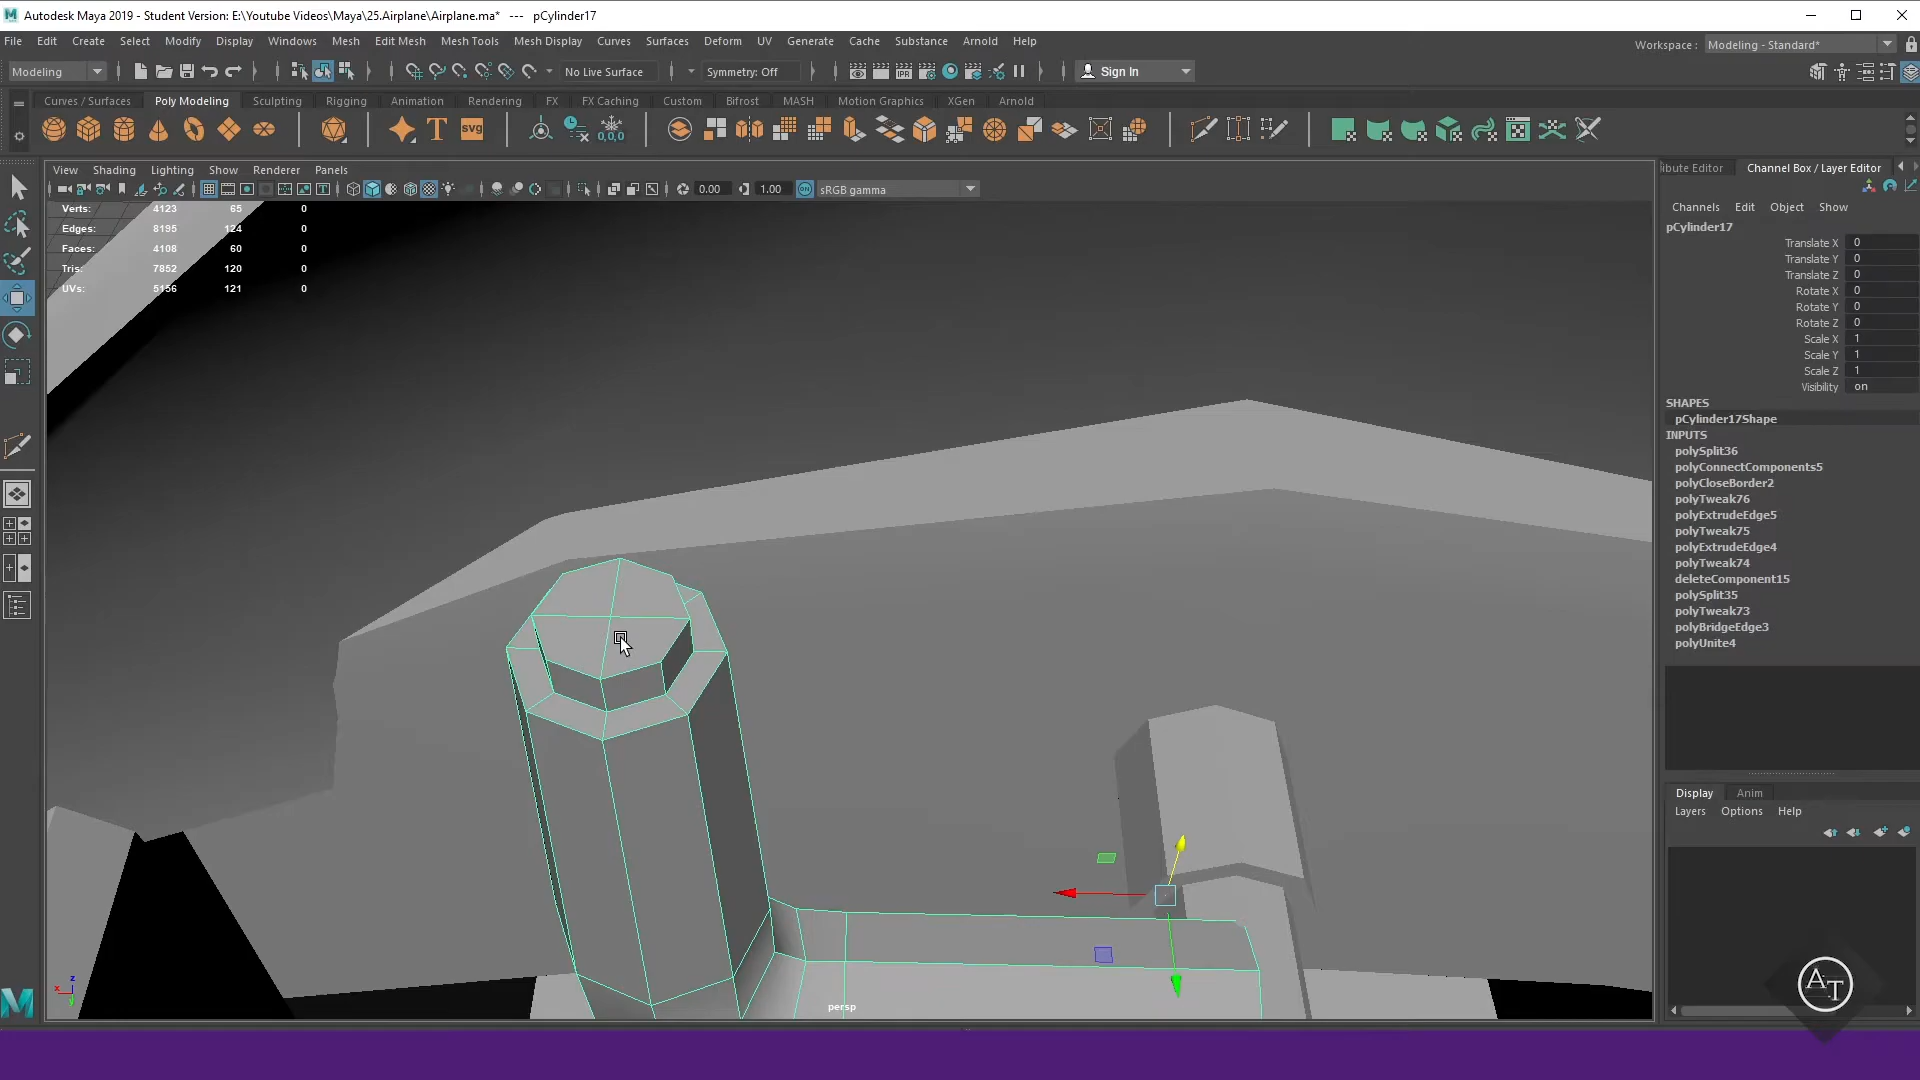 Autodesk Maya 2019 - Student Version: E:\Youtube Videos\Maya\25.Airplane\Airplane.ma* --- pCylinder17
File Edit Create Select Modify Display Windows Mesh Edit Mesh Mesh Tools Mesh Display Curves Surfaces Deform UV Generate Cache Substance Arnold Help
Workspace : Modeling - Standard*
Modeling No Live Surface Symmetry: Off IPR Sign In
Curves / Surfaces Poly Modeling Sculpting Rigging Animation Rendering FX FX Caching Custom Bifrost MASH Motion Graphics XGen Arnold
T SVG 0,0,0
View Shading Lighting Show Renderer Panels
0.00 1.00 ON sRGB gamma
Verts: 4123 65 0
Edges: 8195 124 0
Faces: 4108 60 0
Tris: 7852 120 0
UVs: 5156 121 0
persp
x z y
ibute Editor Channel Box / Layer Editor
Channels Edit Object Show
pCylinder17
Translate X 0
Translate Y 0
Translate Z 0
Rotate X 0
Rotate Y 0
Rotate Z 0
Scale X 1
Scale Y 1
Scale Z 1
Visibility on
SHAPES
pCylinder17Shape
INPUTS
polySplit36
polyConnectComponents5
polyCloseBorder2
polyTweak76
polyExtrudeEdge5
polyTweak75
polyExtrudeEdge4
polyTweak74
deleteComponent15
polySplit35
polyTweak73
polyBridgeEdge3
polyUnite4
Display Anim
Layers Options Help
AT
M